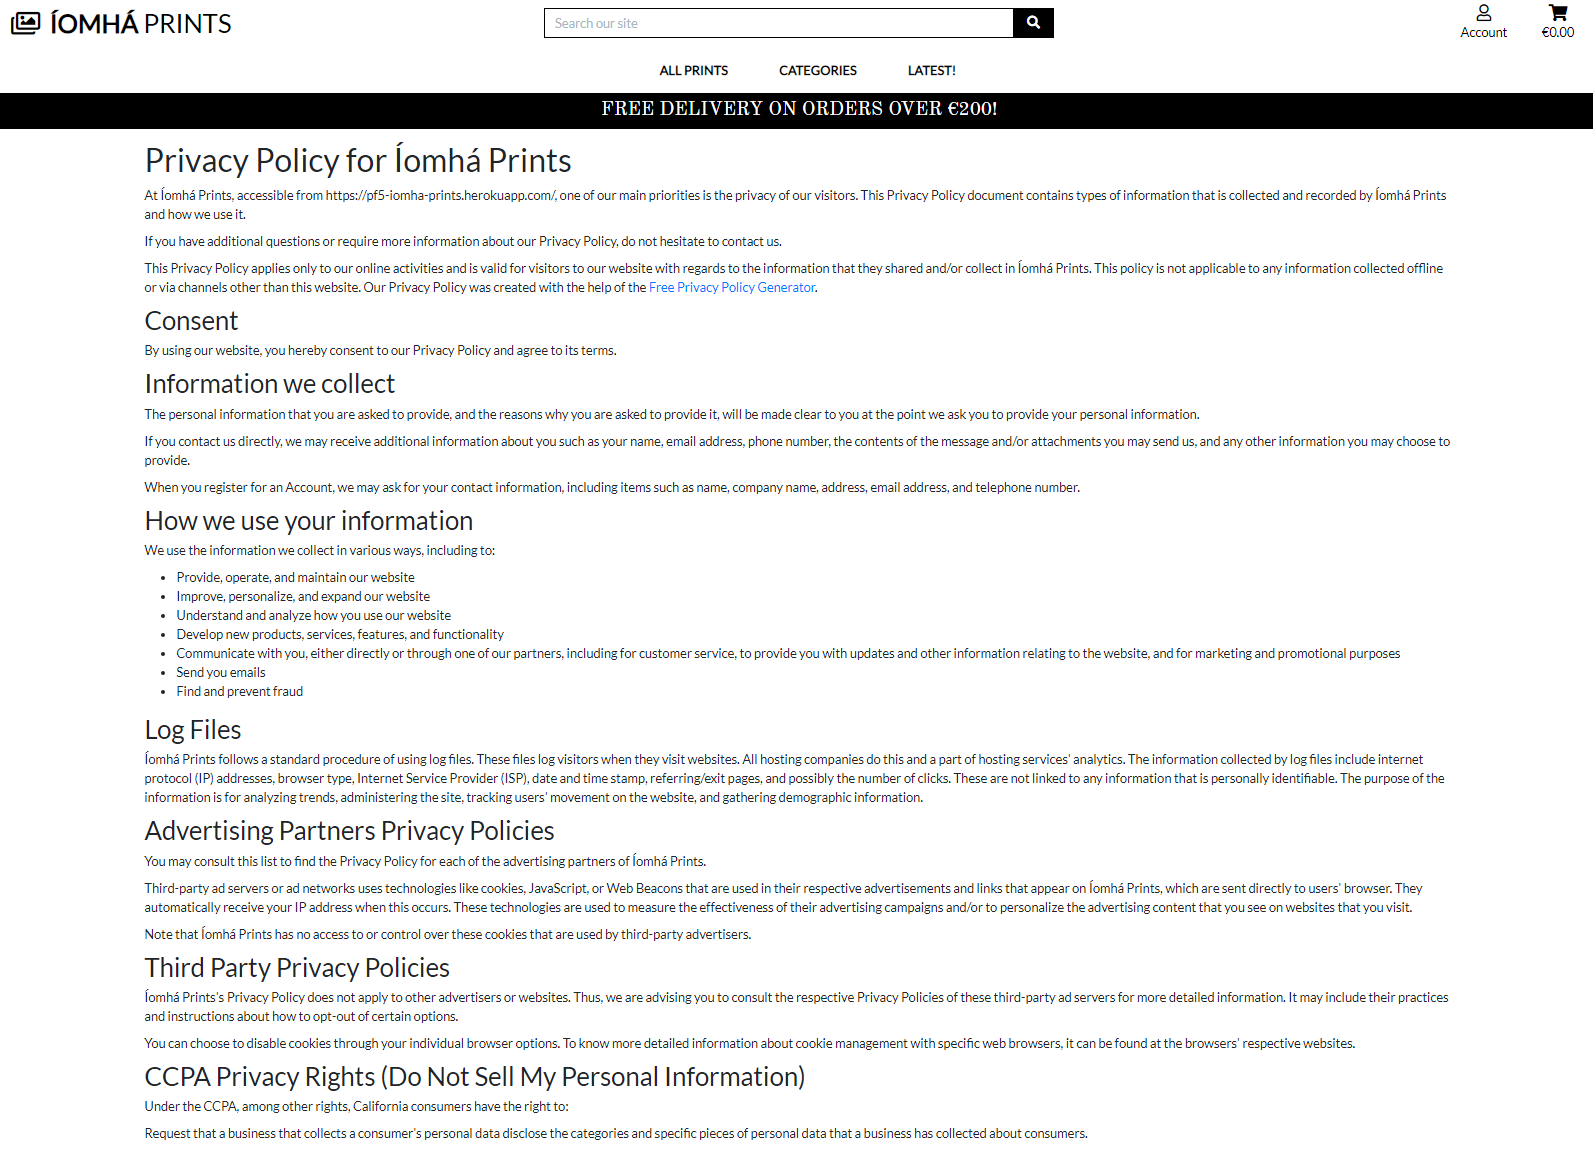 ÍOMHÁ PRINTS
Search our site
Account
€0.00
ALL PRINTS
CATEGORIES
LATEST!
FREE DELIVERY ON ORDERS OVER €200!
Privacy Policy for Íomhá Prints
At Íomhá Prints, accessible from https://pf5-iomha-prints.herokuapp.com/, one of our main priorities is the privacy of our visitors. This Privacy Policy document contains types of information that is collected and recorded by Íomhá Prints
and how we use it.
If you have additional questions or require more information about our Privacy Policy, do not hesitate to contact us.
This Privacy Policy applies only to our online activities and is valid for visitors to our website with regards to the information that they shared and/or collect in Íomhá Prints. This policy is not applicable to any information collected offline
or via channels other than this website. Our Privacy Policy was created with the help of the Free Privacy Policy Generator.
Consent
By using our website, you hereby consent to our Privacy Policy and agree to its terms.
Information we collect
The personal information that you are asked to provide, and the reasons why you are asked to provide it, will be made clear to you at the point we ask you to provide your personal information.
If you contact us directly, we may receive additional information about you such as your name, email address, phone number, the contents of the message and/or attachments you may send us, and any other information you may choose to
provide.
When you register for an Account, we may ask for your contact information, including items such as name, company name, address, email address, and telephone number.
How we use your information
We use the information we collect in various ways, including to:
• Provide, operate, and maintain our website
• Improve, personalize, and expand our website
• Understand and analyze how you use our website
• Develop new products, services, features, and functionality
• Communicate with you, either directly or through one of our partners, including for customer service, to provide you with updates and other information relating to the website, and for marketing and promotional purposes
• Send you emails
• Find and prevent fraud
Log Files
Íomhá Prints follows a standard procedure of using log files. These files log visitors when they visit websites. All hosting companies do this and a part of hosting services' analytics. The information collected by log files include internet
protocol (IP) addresses, browser type, Internet Service Provider (ISP), date and time stamp, referring/exit pages, and possibly the number of clicks. These are not linked to any information that is personally identifiable. The purpose of the
information is for analyzing trends, administering the site, tracking users' movement on the website, and gathering demographic information.
Advertising Partners Privacy Policies
You may consult this list to find the Privacy Policy for each of the advertising partners of Íomhá Prints.
Third-party ad servers or ad networks uses technologies like cookies, JavaScript, or Web Beacons that are used in their respective advertisements and links that appear on Íomhá Prints, which are sent directly to users' browser. They
automatically receive your IP address when this occurs. These technologies are used to measure the effectiveness of their advertising campaigns and/or to personalize the advertising content that you see on websites that you visit.
Note that Íomhá Prints has no access to or control over these cookies that are used by third-party advertisers.
Third Party Privacy Policies
Íomhá Prints's Privacy Policy does not apply to other advertisers or websites. Thus, we are advising you to consult the respective Privacy Policies of these third-party ad servers for more detailed information. It may include their practices
and instructions about how to opt-out of certain options.
You can choose to disable cookies through your individual browser options. To know more detailed information about cookie management with specific web browsers, it can be found at the browsers' respective websites.
CCPA Privacy Rights (Do Not Sell My Personal Information)
Under the CCPA, among other rights, California consumers have the right to:
Request that a business that collects a consumer's personal data disclose the categories and specific pieces of personal data that a business has collected about consumers.